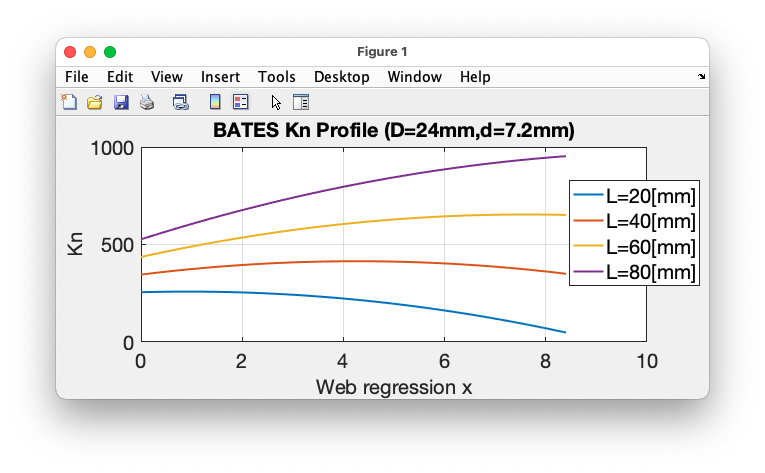 Figure 1
File Edit View Insert Tools Desktop Window Help
BATES Kn Profile (D=24mm,d=7.2mm)
1000
500
0
Kn
0 2 4 6 8 10
Web regression x
L=20[mm]
L=40[mm]
L=60[mm]
L=80[mm]